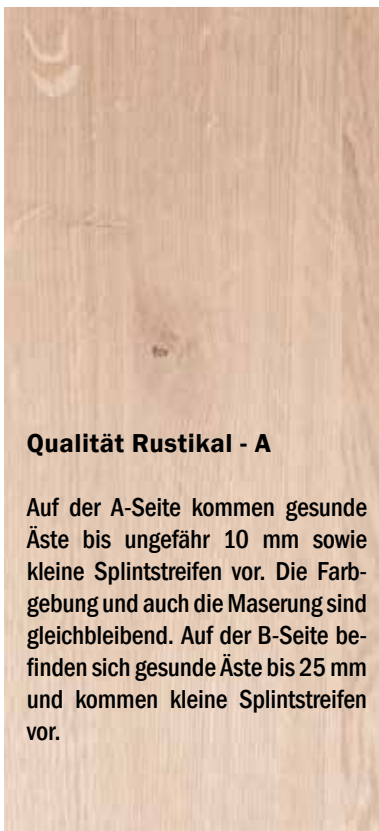 Qualität Rustikal - A
Auf der A-Seite kommen gesunde
Äste bis ungefähr 10 mm sowie
kleine Splintstreifen vor. Die Farb-
gebung und auch die Maserung sind
gleichbleibend. Auf der B-Seite be-
finden sich gesunde Äste bis 25 mm
und kommen kleine Splintstreifen
vor.